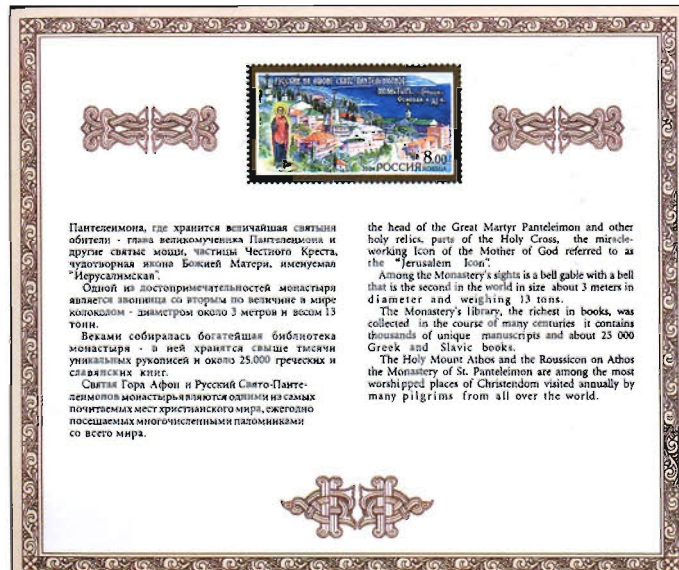 РУССКИЙ НА АФОНЕ СВЯТО-ПАНТЕЛЕИМОНОВ
МОНАСТЫРЬ
8.00
РОССИЯ
Пантелеимона, где хранится величайшая святыня
обители - глава великомученика Пантелеимона и
другие святые мощи, частицы Честного Креста,
чудотворная икона Божией Матери, именуемая
"Иерусалимская".
Одной из достопримечательностей монастыря
является звонница со вторым по величине в мире
колоколом - диаметром около 3 метров и весом 13
тонн.
Веками собиралась богатейшая библиотека
монастыря - в ней хранятся свыше тысячи
уникальных рукописей и около 25.000 греческих и
славянских книг.
Святая Гора Афон и Русский Свято-Панте-
леимонов монастырь являются одними из самых
почитаемых мест христианского мира, ежегодно
посещаемых многочисленными паломниками
со всего мира.
the head of the Great Martyr Panteleimon and other
holy relics, parts of the Holy Cross, the miracle-
working Icon of the Mother of God referred to as
the "Jerusalem Icon".
Among the Monastery's sights is a bell gable with a bell
that is the second in the world in size about 3 meters in
diameter and weighing 13 tons.
The Monastery's library, the richest in books, was
collected in the course of many centuries it contains
thousands of unique manuscripts and about 25 000
Greek and Slavic books.
The Holy Mount Athos and the Roussicon on Athos
the Monastery of St. Panteleimon are among the most
worshipped places of Christendom visited annually by
many pilgrims from all over the world.